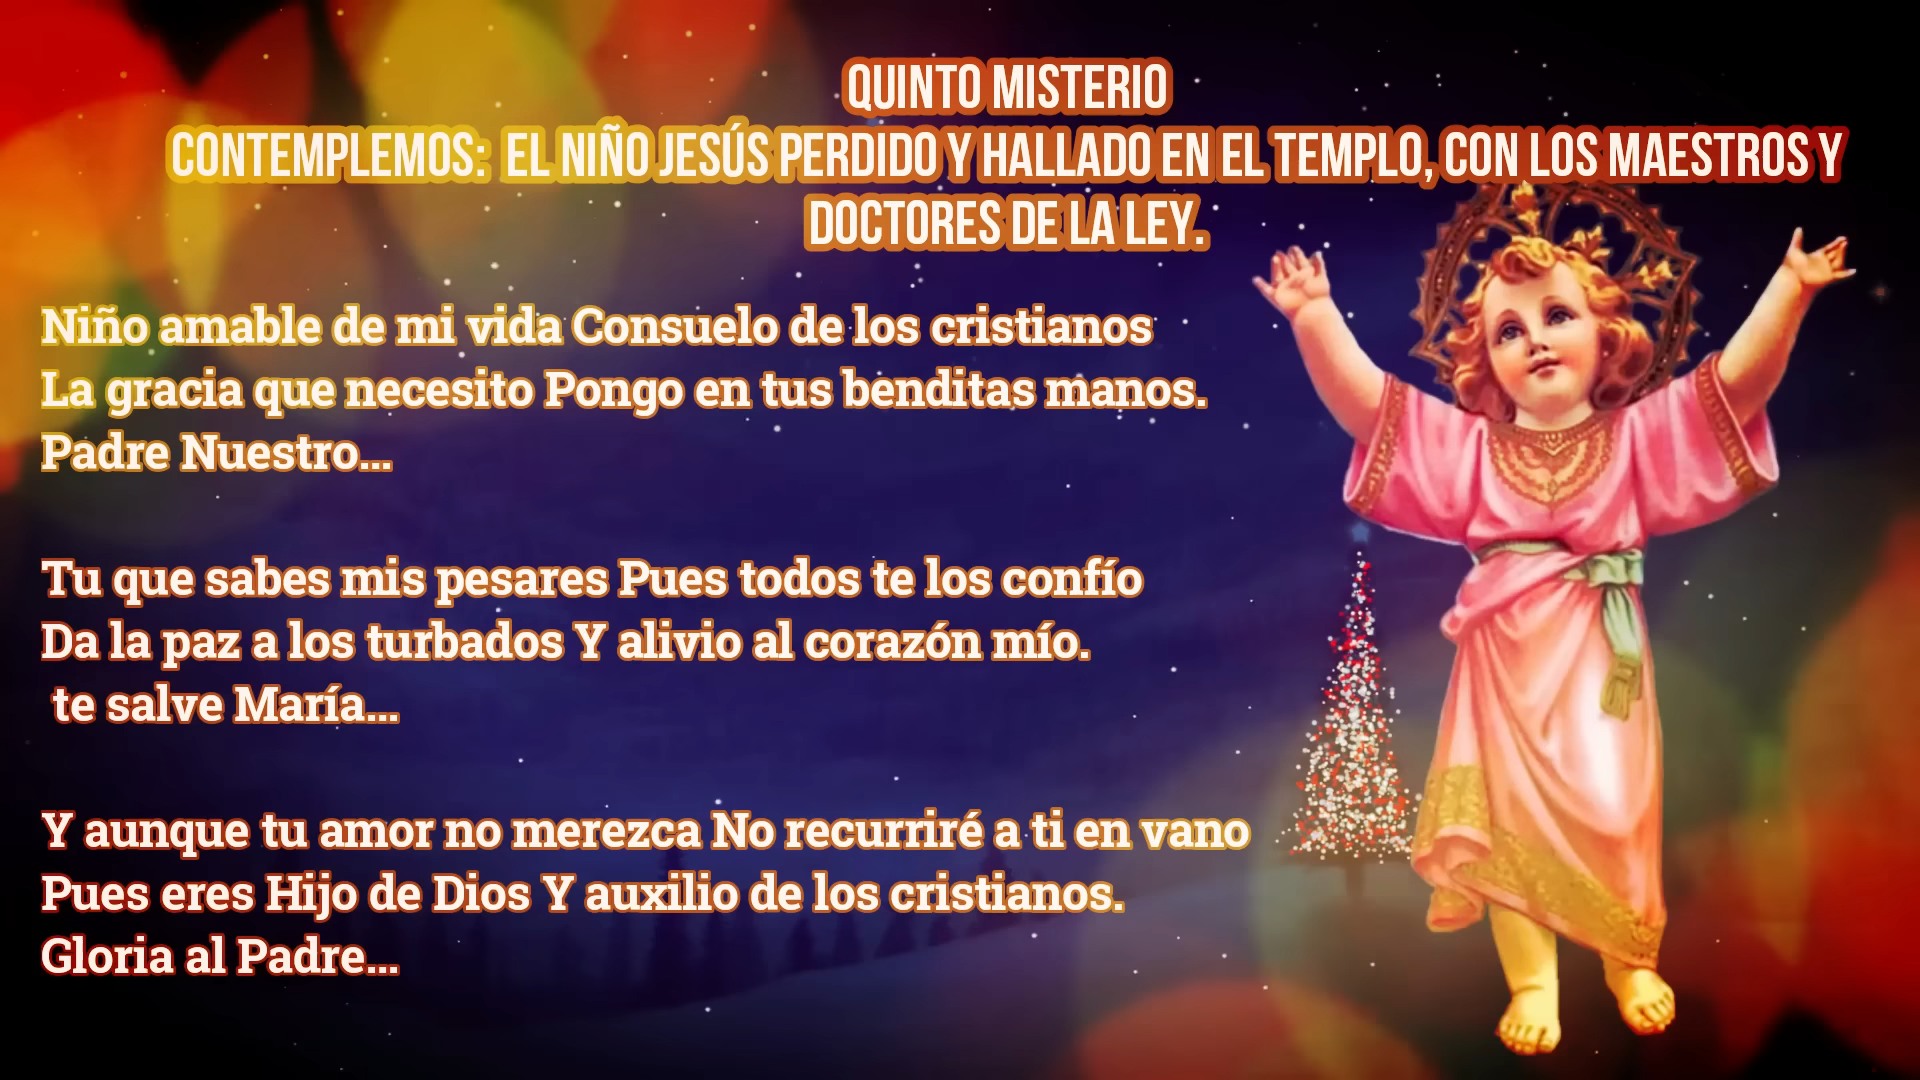 QUINTO MISTERIO
CONTEMPLEMOS: EL NIÑO JESÚS PERDIDO Y HALLADO EN EL TEMPLO, CON LOS MAESTROS Y
DOCTORES DE LA LEY.
Niño amable de mi vida Consuelo de los cristianos
La gracia que necesito Pongo en tus benditas manos.
Padre Nuestro...
Tu que sabes mis pesares Pues todos te los confío
Da la paz a los turbados Y alivio al corazón mío.
te salve María...
Y aunque tu amor no merezca No recurriré a ti en vano
Pues eres Hijo de Dios Y auxilio de los cristianos.
Gloria al Padre...